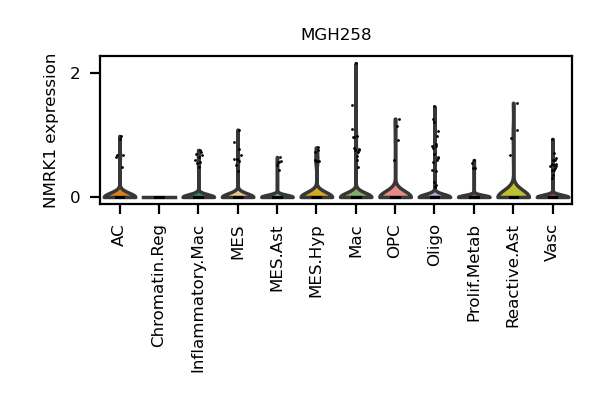 MGH258
NMRK1 expression
2
0
AC
Chromatin.Reg
Inflammatory.Mac
MES
MES.Ast
MES.Hyp
Mac
OPC
Oligo
Prolif.Metab
Reactive.Ast
Vasc